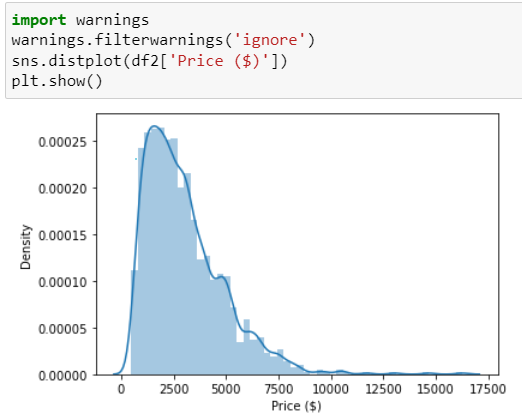 import warnings
warnings.filterwarnings('ignore')
sns.distplot(df2['Price ($)'])
plt.show()
0.00025
0.00020
0.00015
0.00010
0.00005
0.00000
Density
0 2500 5000 7500 10000 12500 15000 17500
Price ($)